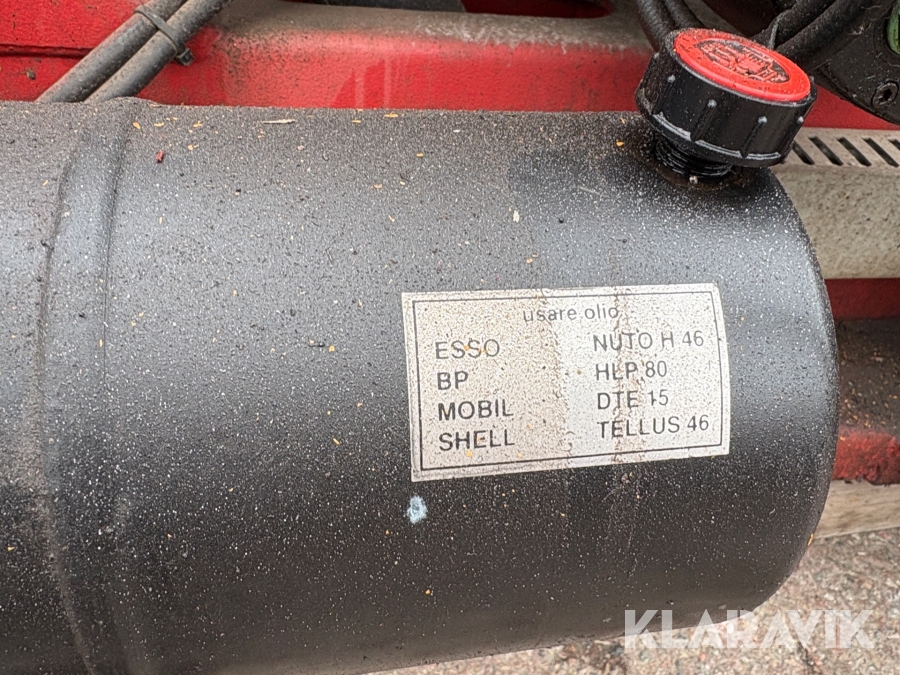 usare olio
ESSO NUTO H 46
BP HLP 80
MOBIL DTE 15
SHELL TELLUS 46
KLARAVIK